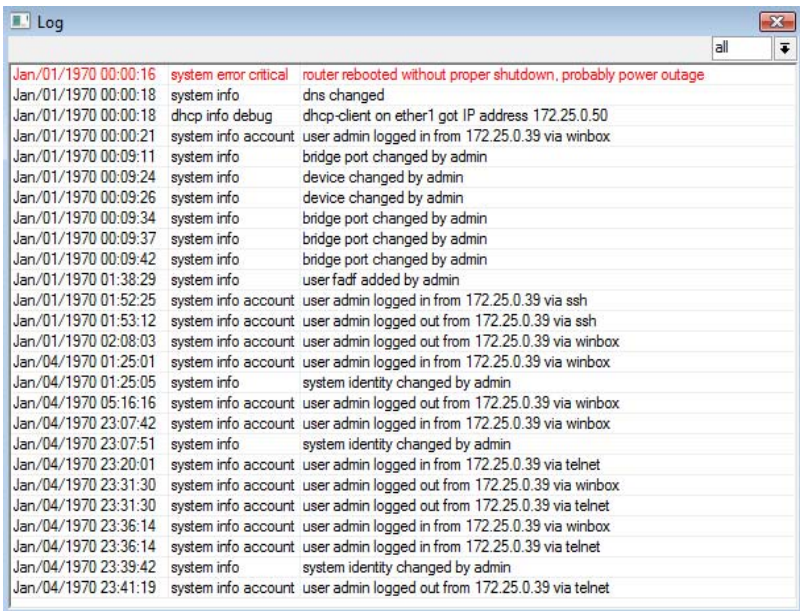 Log
all
Jan/01/1970 00:00:16 system error critical router rebooted without proper shutdown, probably power outage
Jan/01/1970 00:00:18 system info dns changed
Jan/01/1970 00:00:18 dhcp info debug dhcp-client on ether1 got IP address 172.25.0.50
Jan/01/1970 00:00:21 system info account user admin logged in from 172.25.0.39 via winbox
Jan/01/1970 00:09:11 system info bridge port changed by admin
Jan/01/1970 00:09:24 system info device changed by admin
Jan/01/1970 00:09:26 system info device changed by admin
Jan/01/1970 00:09:34 system info bridge port changed by admin
Jan/01/1970 00:09:37 system info bridge port changed by admin
Jan/01/1970 00:09:42 system info bridge port changed by admin
Jan/01/1970 01:38:29 system info user fadf added by admin
Jan/01/1970 01:52:25 system info account user admin logged in from 172.25.0.39 via ssh
Jan/01/1970 01:53:12 system info account user admin logged out from 172.25.0.39 via ssh
Jan/01/1970 02:08:03 system info account user admin logged out from 172.25.0.39 via winbox
Jan/04/1970 01:25:01 system info account user admin logged in from 172.25.0.39 via winbox
Jan/04/1970 01:25:05 system info system identity changed by admin
Jan/04/1970 05:16:16 system info account user admin logged out from 172.25.0.39 via winbox
Jan/04/1970 23:07:42 system info account user admin logged in from 172.25.0.39 via winbox
Jan/04/1970 23:07:51 system info system identity changed by admin
Jan/04/1970 23:20:01 system info account user admin logged in from 172.25.0.39 via telnet
Jan/04/1970 23:31:30 system info account user admin logged out from 172.25.0.39 via winbox
Jan/04/1970 23:31:30 system info account user admin logged out from 172.25.0.39 via telnet
Jan/04/1970 23:36:14 system info account user admin logged in from 172.25.0.39 via winbox
Jan/04/1970 23:36:14 system info account user admin logged in from 172.25.0.39 via telnet
Jan/04/1970 23:39:42 system info system identity changed by admin
Jan/04/1970 23:41:19 system info account user admin logged out from 172.25.0.39 via telnet